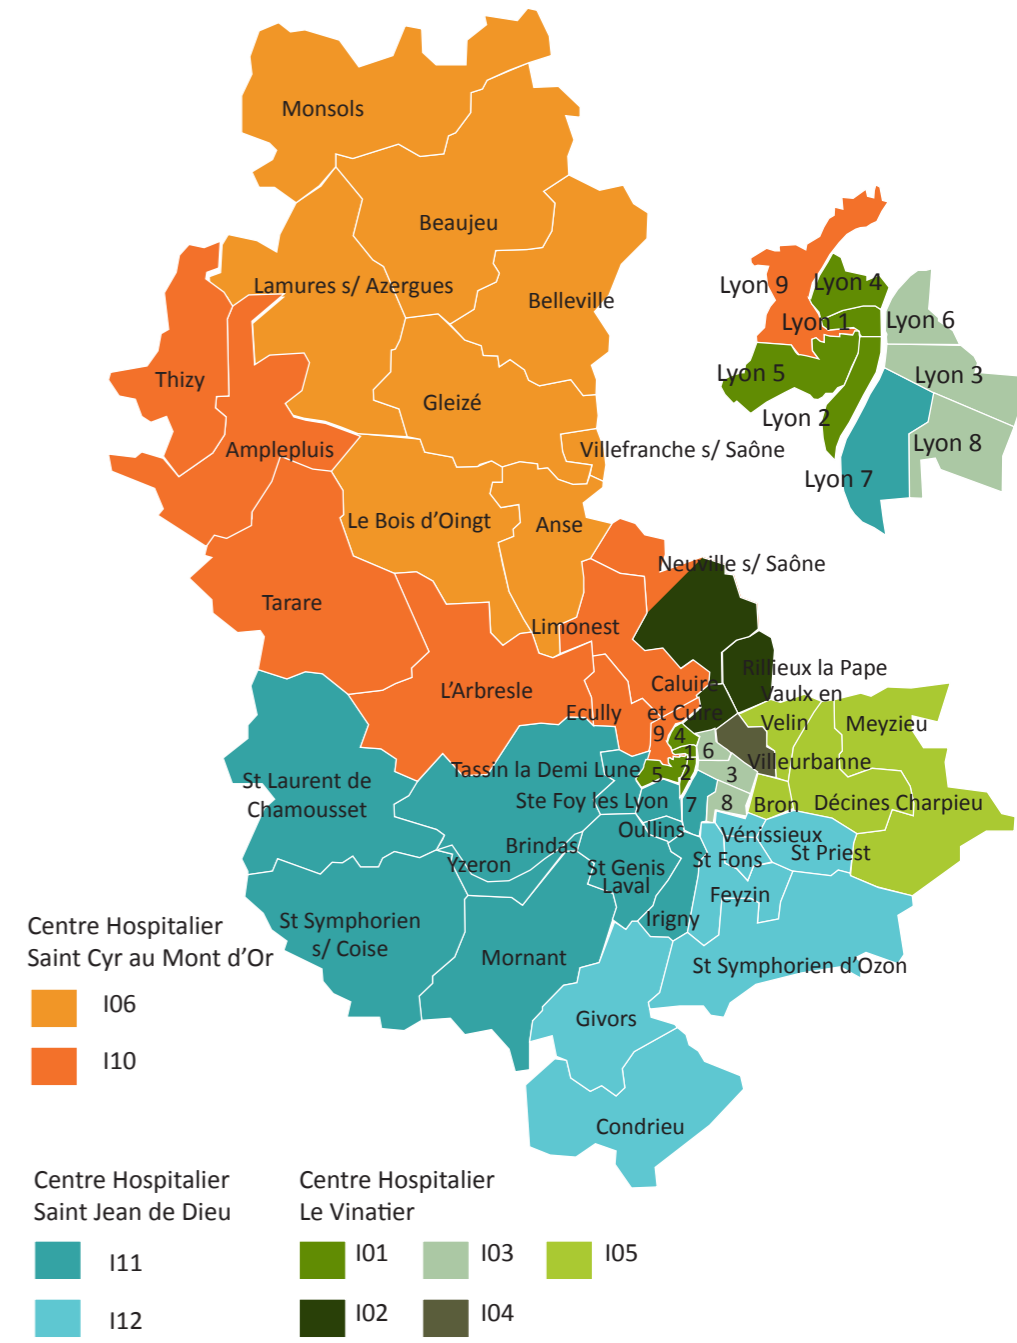 Monsols
Beaujeu
Lamures s/ Azergues
Belleville
Lyon 9
Lyon 4
Lyon 1
Lyon 6
Lyon 5
Lyon 3
Lyon 2
Lyon 8
Lyon 7
Thizy
Gleizé
Amplepluis
Villefranche s/ Saône
Le Bois d'Oingt
Anse
Neuville s/ Saône
Tarare
Limonest
Rillieux la Pape
L'Arbresle
Caluire
et Cuire
Vaulx en
Velin
Meyzieu
Ecully
9
4
1
6
Villeurbanne
Tassin la Demi Lune
5
2
3
St Laurent de
Chamousset
Ste Foy les Lyon
7
8
Bron
Décines Charpieu
Oullins
Vénissieux
Brindas
St Priest
Yzeron
St Genis
Laval
St Fons
Feyzin
Irigny
St Symphorien
s/ Coise
Mornant
St Symphorien d'Ozon
Givors
Condrieu
Centre Hospitalier
Saint Cyr au Mont d'Or
I06
I10
Centre Hospitalier
Saint Jean de Dieu
I11
I12
Centre Hospitalier
Le Vinatier
I01
I03
I05
I02
I04